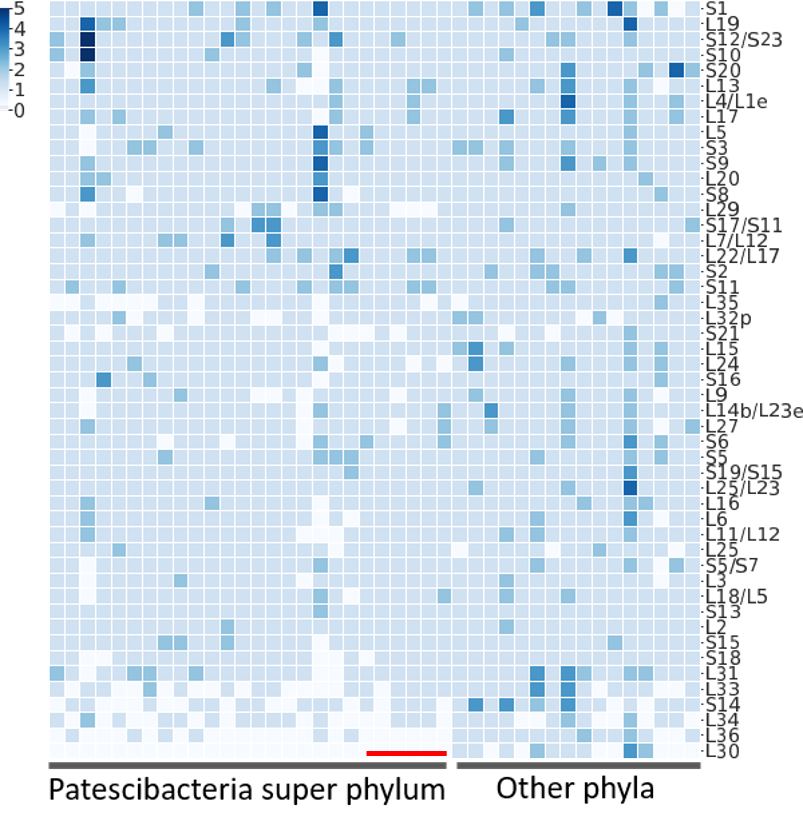 5
4
3
2
1
0
S1
L19
S12/S23
S10
S20
L13
L4/L1e
L17
L5
S3
S9
L20
S8
L29
S17/S11
L7/L12
L22/L17
S2
S11
L35
L32p
S21
L15
L24
S16
L9
L14b/L23e
L27
S6
S5
S19/S15
L25/L23
L16
L6
L11/L12
L25
S5/S7
L3
L18/L5
S13
L2
S15
S18
L31
L33
S14
L34
L36
L30
Patescibacteria super phylum Other phyla